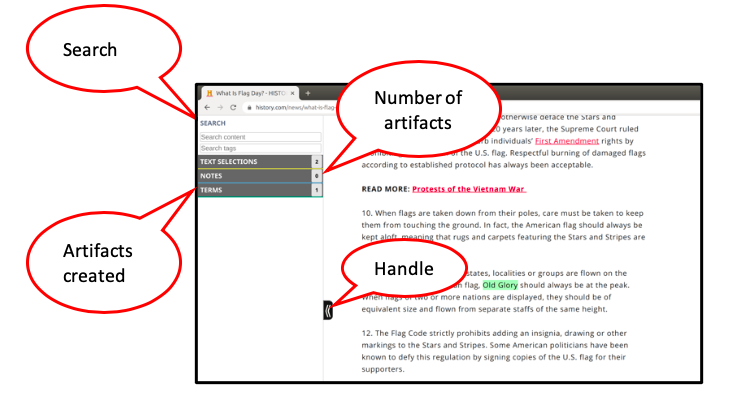 Search
Number of
artifacts
Artifacts
created
Handle
What Is Flag Day? - HISTO
history.com/news/what-is-flag-
SEARCH
Search content
Search tags
TEXT SELECTIONS 2
NOTES 0
TERMS 1
otherwise deface the Stars and
0 years later, the Supreme Court ruled
individuals' First Amendment rights by
of the U.S. flag. Respectful burning of damaged flags
according to established protocol has always been acceptable.
READ MORE: Protests of the Vietnam War
10. When flags are taken down from their poles, care must be taken to keep
them from touching the ground. In fact, the American flag should always be
kept aloft, meaning that rugs and carpets featuring the Stars and Stripes are
states, localities or groups are flown on the
flag, Old Glory should always be at the peak.
When flags of two or more nations are displayed, they should be of
equivalent size and flown from separate staffs of the same height.
12. The Flag Code strictly prohibits adding an insignia, drawing or other
markings to the Stars and Stripes. Some American politicians have been
known to defy this regulation by signing copies of the U.S. flag for their
supporters.